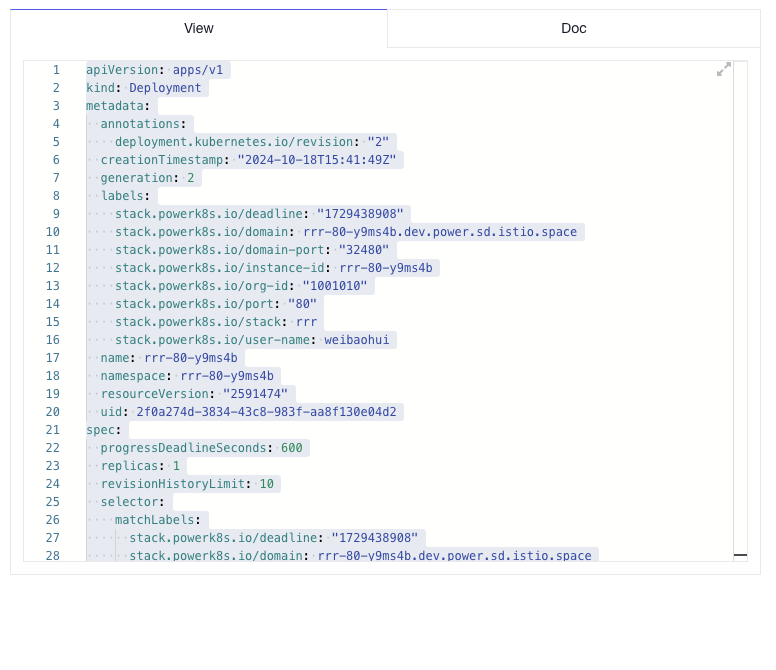 View
Doc
1 apiVersion: apps/v1
2 kind: Deployment
3 metadata:
4   annotations:
5     deployment.kubernetes.io/revision: "2"
6   creationTimestamp: "2024-10-18T15:41:49Z"
7   generation: 2
8   labels:
9     stack.powerk8s.io/deadline: "1729438908"
10     stack.powerk8s.io/domain: rrr-80-y9ms4b.dev.power.sd.istio.space
11     stack.powerk8s.io/domain-port: "32480"
12     stack.powerk8s.io/instance-id: rrr-80-y9ms4b
13     stack.powerk8s.io/org-id: "1001010"
14     stack.powerk8s.io/port: "80"
15     stack.powerk8s.io/stack: rrr
16     stack.powerk8s.io/user-name: weibaohui
17   name: rrr-80-y9ms4b
18   namespace: rrr-80-y9ms4b
19   resourceVersion: "2591474"
20   uid: 2f0a274d-3834-43c8-983f-aa8f130e04d2
21 spec:
22   progressDeadlineSeconds: 600
23   replicas: 1
24   revisionHistoryLimit: 10
25   selector:
26     matchLabels:
27       stack.powerk8s.io/deadline: "1729438908"
28       stack.powerk8s.io/domain: rrr-80-y9ms4b.dev.power.sd.istio.space